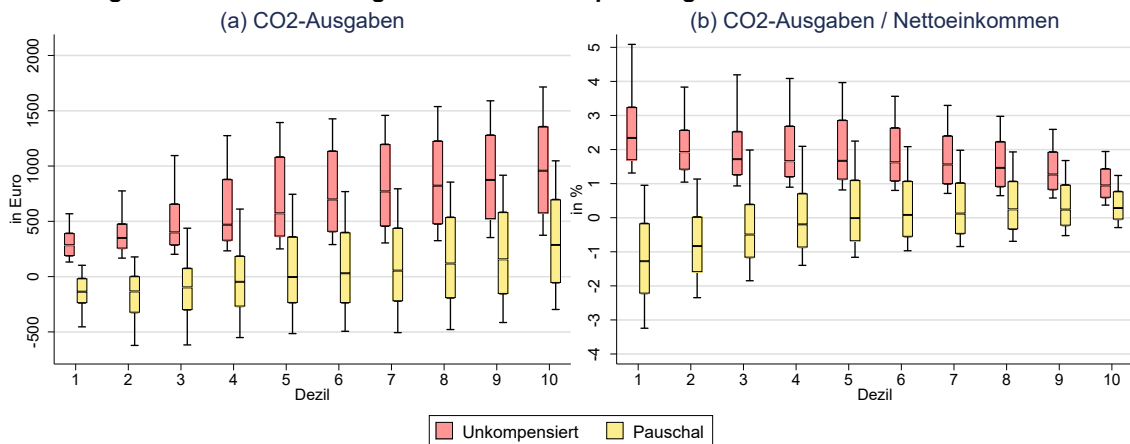 (a) CO2-Ausgaben
(b) CO2-Ausgaben / Nettoeinkommen
in Euro
2000
1500
1000
500
0
-500
1 2 3 4 5 6 7 8 9 10
Dezil
in %
5
4
3
2
1
0
-1
-2
-3
-4
1 2 3 4 5 6 7 8 9 10
Dezil
Unkompensiert Pauschal